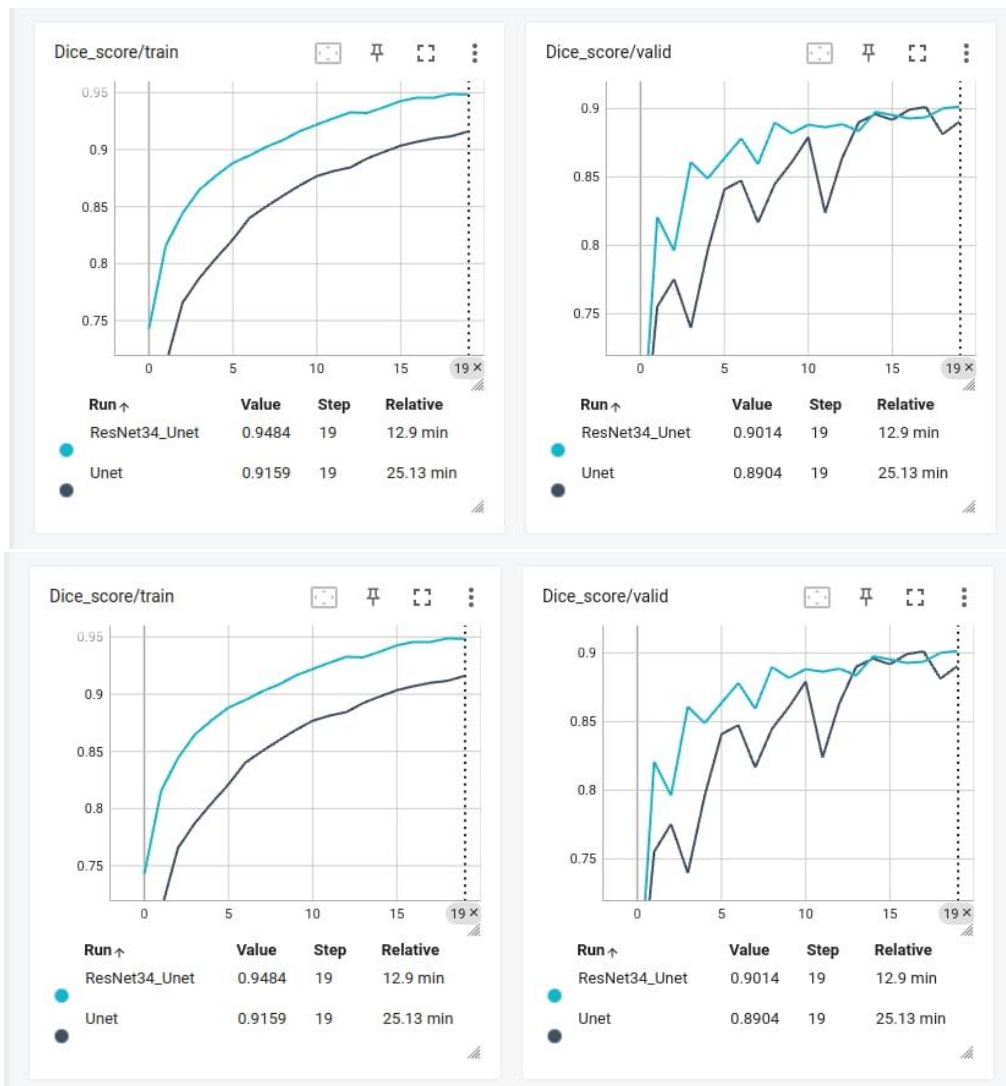 Dice_score/train
0.95
0.9
0.85
0.8
0.75
0 5 10 15 19 ×
Run ↑ Value Step Relative
ResNet34_Unet 0.9484 19 12.9 min
Unet 0.9159 19 25.13 min
Dice_score/valid
0.9
0.85
0.8
0.75
0 5 10 15 19 ×
Run ↑ Value Step Relative
ResNet34_Unet 0.9014 19 12.9 min
Unet 0.8904 19 25.13 min
Dice_score/train
0.95
0.9
0.85
0.8
0.75
0 5 10 15 19 ×
Run ↑ Value Step Relative
ResNet34_Unet 0.9484 19 12.9 min
Unet 0.9159 19 25.13 min
Dice_score/valid
0.9
0.85
0.8
0.75
0 5 10 15 19 ×
Run ↑ Value Step Relative
ResNet34_Unet 0.9014 19 12.9 min
Unet 0.8904 19 25.13 min